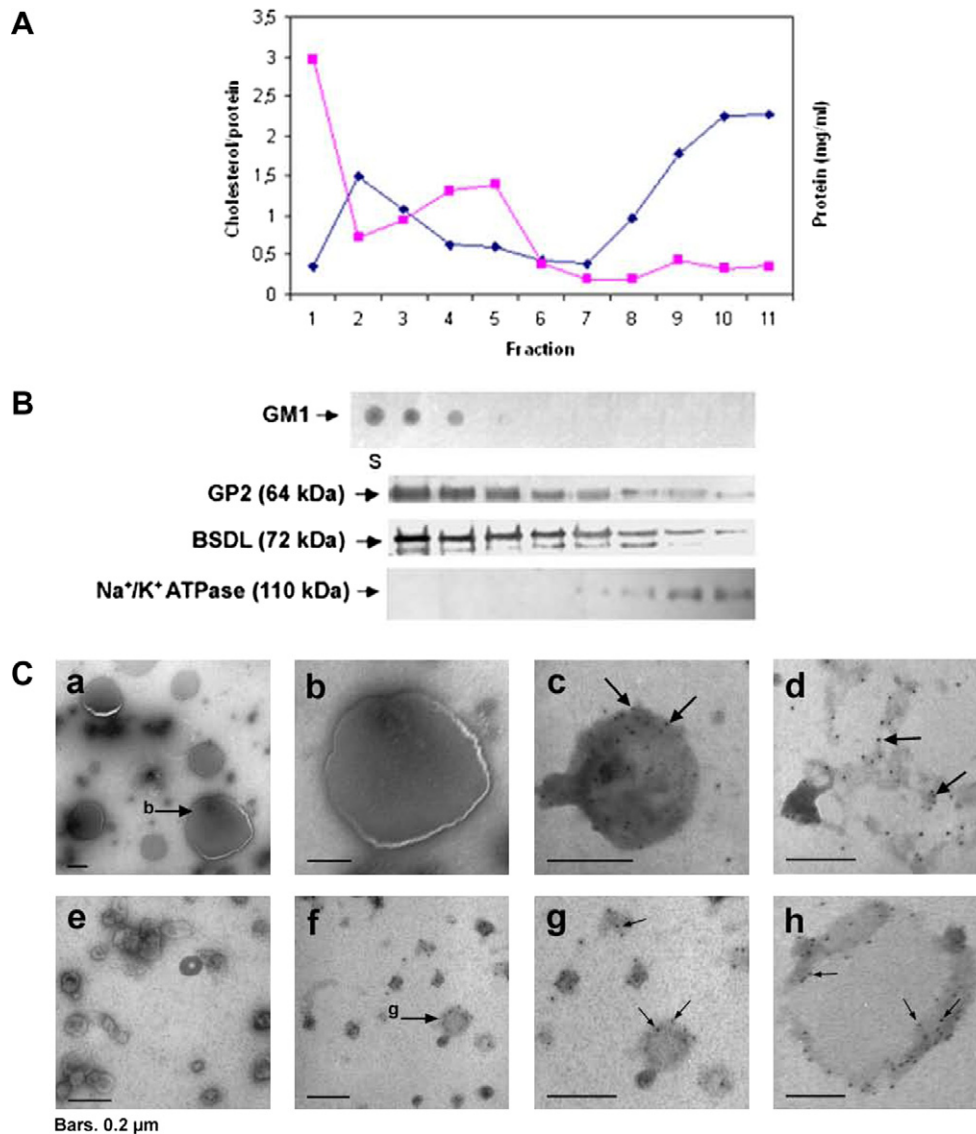 A
3,5
3
2,5
2
1,5
1
0,5
0
Cholesterol/protein
Protein (mg/ml)
1 2 3 4 5 6 7 8 9 10 11
Fraction
B
GM1
S
GP2 (64 kDa)
BSDL (72 kDa)
Na⁺/K⁺ ATPase (110 kDa)
C
a b c d
b
e f g h
g
Bars. 0.2 µm